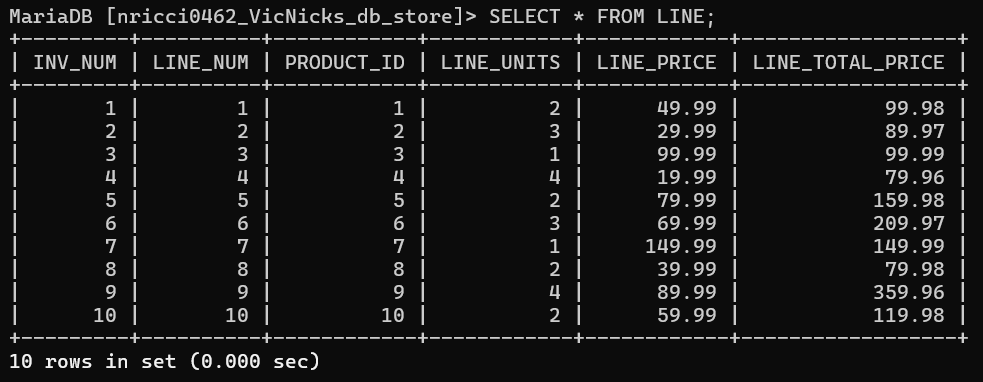 MariaDB [nricci0462_VicNicks_db_store]> SELECT * FROM LINE;
+---------+----------+------------+------------+------------+------------------+
| INV_NUM | LINE_NUM | PRODUCT_ID | LINE_UNITS | LINE_PRICE | LINE_TOTAL_PRICE |
+---------+----------+------------+------------+------------+------------------+
|       1 |        1 |          1 |          2 |      49.99 |            99.98 |
|       2 |        2 |          2 |          3 |      29.99 |            89.97 |
|       3 |        3 |          3 |          1 |      99.99 |            99.99 |
|       4 |        4 |          4 |          4 |      19.99 |            79.96 |
|       5 |        5 |          5 |          2 |      79.99 |           159.98 |
|       6 |        6 |          6 |          3 |      69.99 |           209.97 |
|       7 |        7 |          7 |          1 |     149.99 |           149.99 |
|       8 |        8 |          8 |          2 |      39.99 |            79.98 |
|       9 |        9 |          9 |          4 |      89.99 |           359.96 |
|      10 |       10 |         10 |          2 |      59.99 |           119.98 |
+---------+----------+------------+------------+------------+------------------+
10 rows in set (0.000 sec)